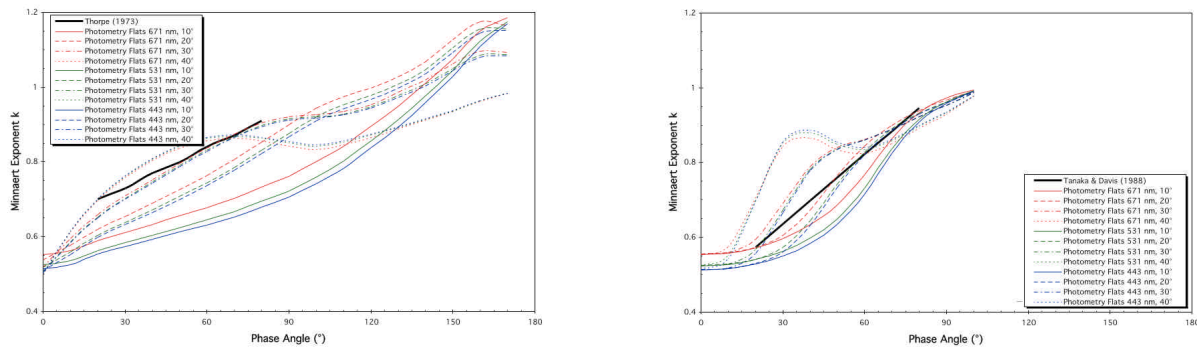 1.4
1.2
1
0.8
0.6
0.4
Minnaert Exponent k
Thorpe (1973)
Photometry Flats 671 nm, 10°
Photometry Flats 671 nm, 20°
Photometry Flats 671 nm, 30°
Photometry Flats 671 nm, 40°
Photometry Flats 531 nm, 10°
Photometry Flats 531 nm, 20°
Photometry Flats 531 nm, 30°
Photometry Flats 531 nm, 40°
Photometry Flats 443 nm, 10°
Photometry Flats 443 nm, 20°
Photometry Flats 443 nm, 30°
Photometry Flats 443 nm, 40°
0 30 60 90 120 150 180
Phase Angle (°)
1.2
1
0.8
0.6
0.4
Minnaert Exponent k
Tanaka & Davis (1988)
Photometry Flats 671 nm, 10°
Photometry Flats 671 nm, 20°
Photometry Flats 671 nm, 30°
Photometry Flats 671 nm, 40°
Photometry Flats 531 nm, 10°
Photometry Flats 531 nm, 20°
Photometry Flats 531 nm, 30°
Photometry Flats 531 nm, 40°
Photometry Flats 443 nm, 10°
Photometry Flats 443 nm, 20°
Photometry Flats 443 nm, 30°
Photometry Flats 443 nm, 40°
0 30 60 90 120 150 180
Phase Angle (°)